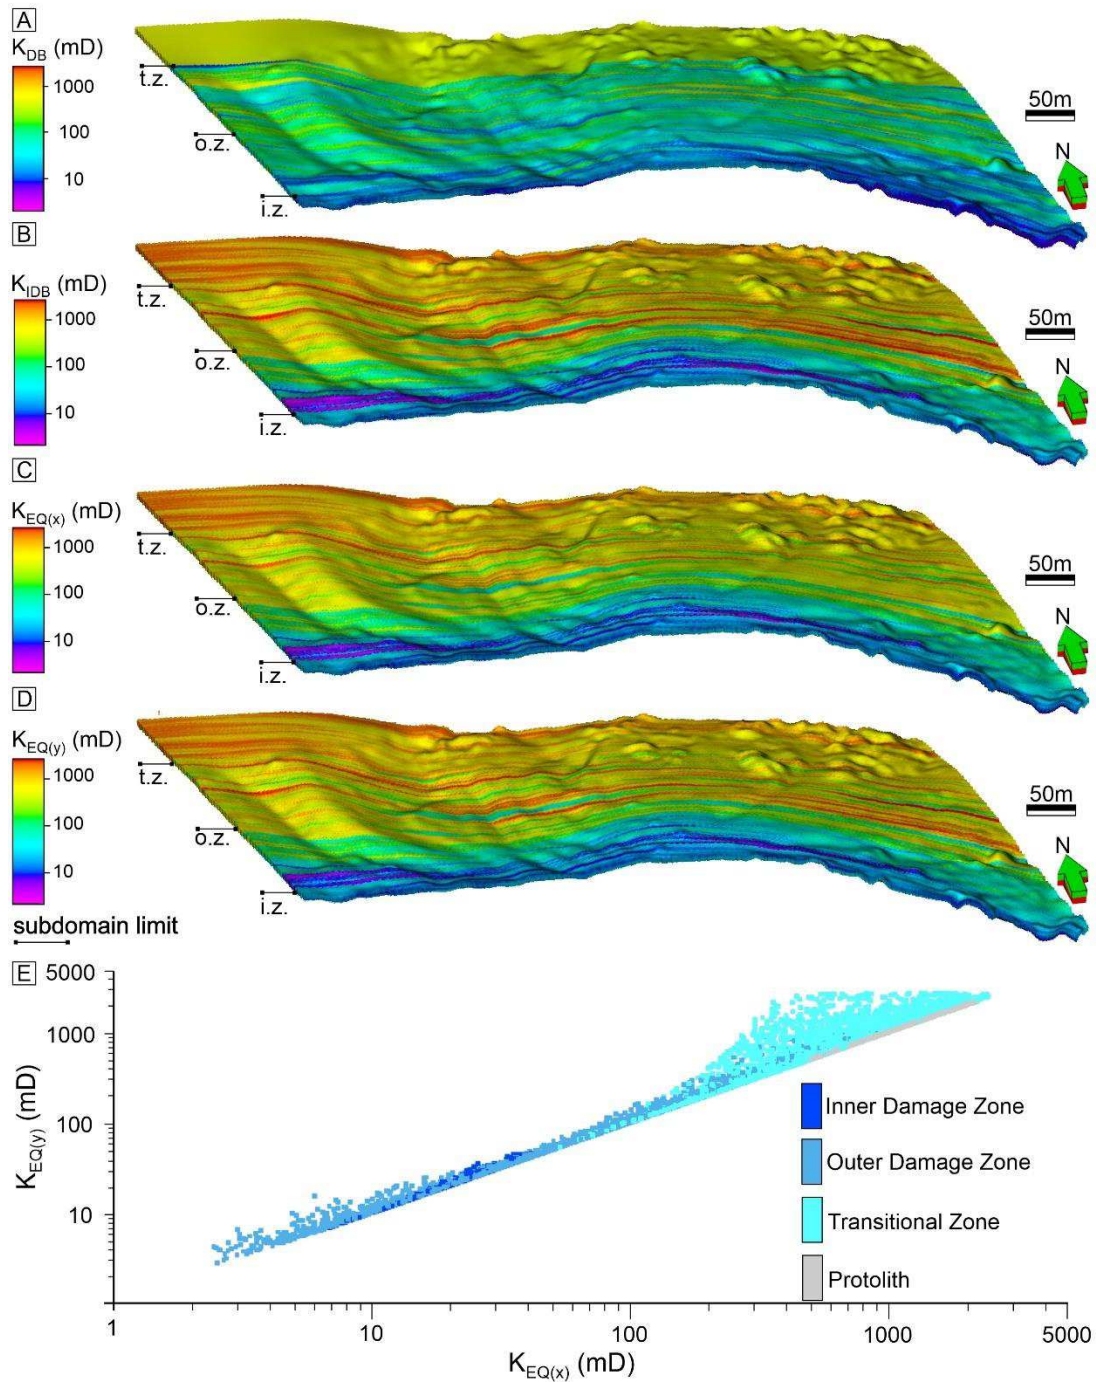 A
K_DB (mD)
1000
100
10
t.z.
o.z.
i.z.
50m
N
B
K_IDB (mD)
1000
100
10
t.z.
o.z.
i.z.
50m
N
C
K_EQ(x) (mD)
1000
100
10
t.z.
o.z.
i.z.
50m
N
D
K_EQ(y) (mD)
1000
100
10
t.z.
o.z.
i.z.
50m
N
subdomain limit
E
5000
1000
100
10
K_EQ(y) (mD)
Inner Damage Zone
Outer Damage Zone
Transitional Zone
Protolith
1 10 100 1000 5000
K_EQ(x) (mD)